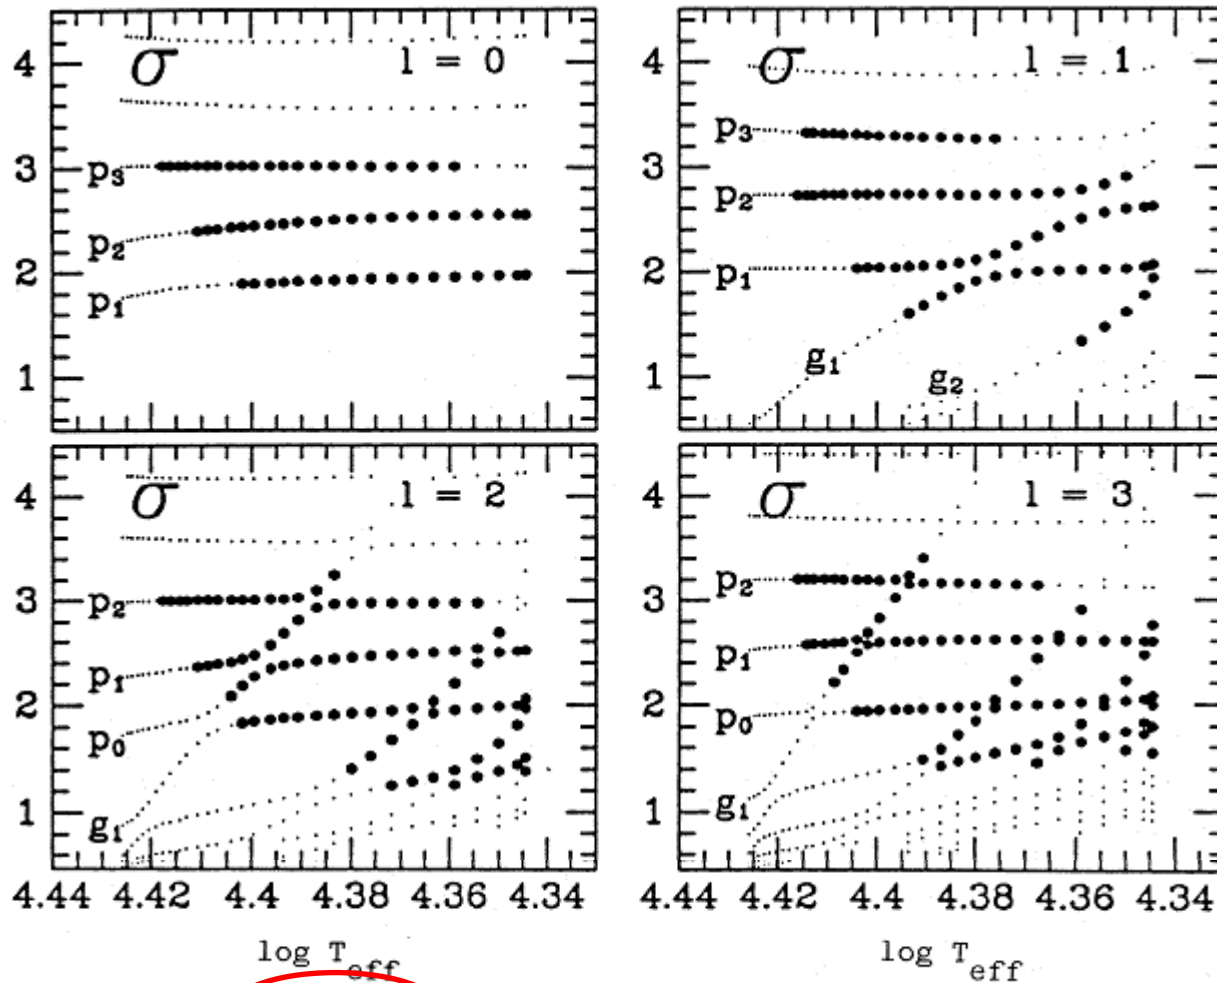 σ l = 0
4
3
2
1
p₃
p₂
p₁
σ l = 1
4
3
2
1
p₃
p₂
p₁
g₁
g₂
σ l = 2
4
3
2
1
p₂
p₁
p₀
g₁
4.44 4.42 4.4 4.38 4.36 4.34
log T_eff
σ l = 3
4
3
2
1
p₂
p₁
p₀
g₁
4.44 4.42 4.4 4.38 4.36 4.34
log T_eff